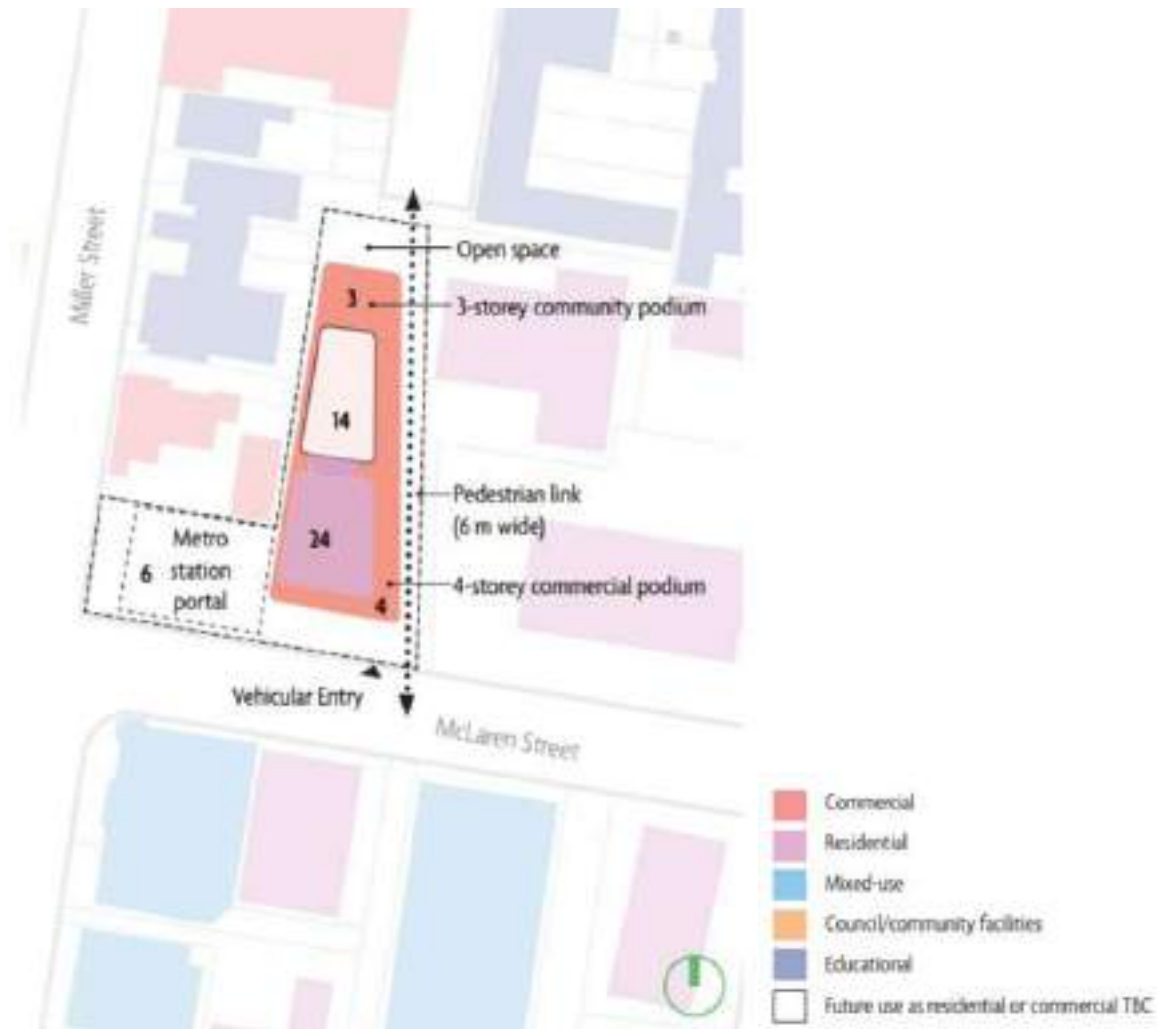 Miller Street
Open space
3
3-storey community podium
14
Pedestrian link
(6 m wide)
24
Metro
station
portal
6
4-storey commercial podium
4
Vehicular Entry
McLaren Street
Commercial
Residential
Mixed-use
Council/community facilities
Educational
Future use as residential or commercial TBC